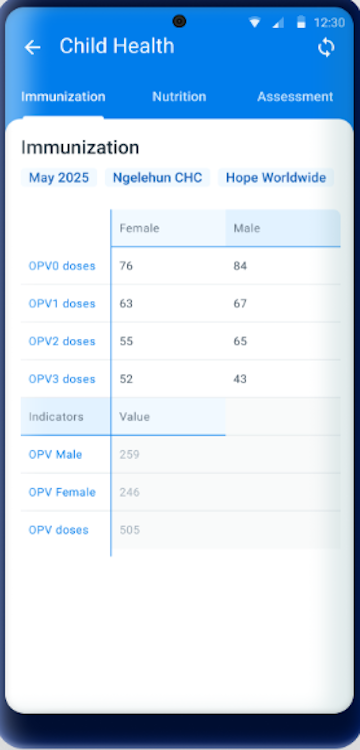 12:30
Child Health
Immunization Nutrition Assessment
Immunization
May 2025 Ngelehun CHC Hope Worldwide
Female Male
OPV0 doses 76 84
OPV1 doses 63 67
OPV2 doses 55 65
OPV3 doses 52 43
Indicators Value
OPV Male 259
OPV Female 246
OPV doses 505